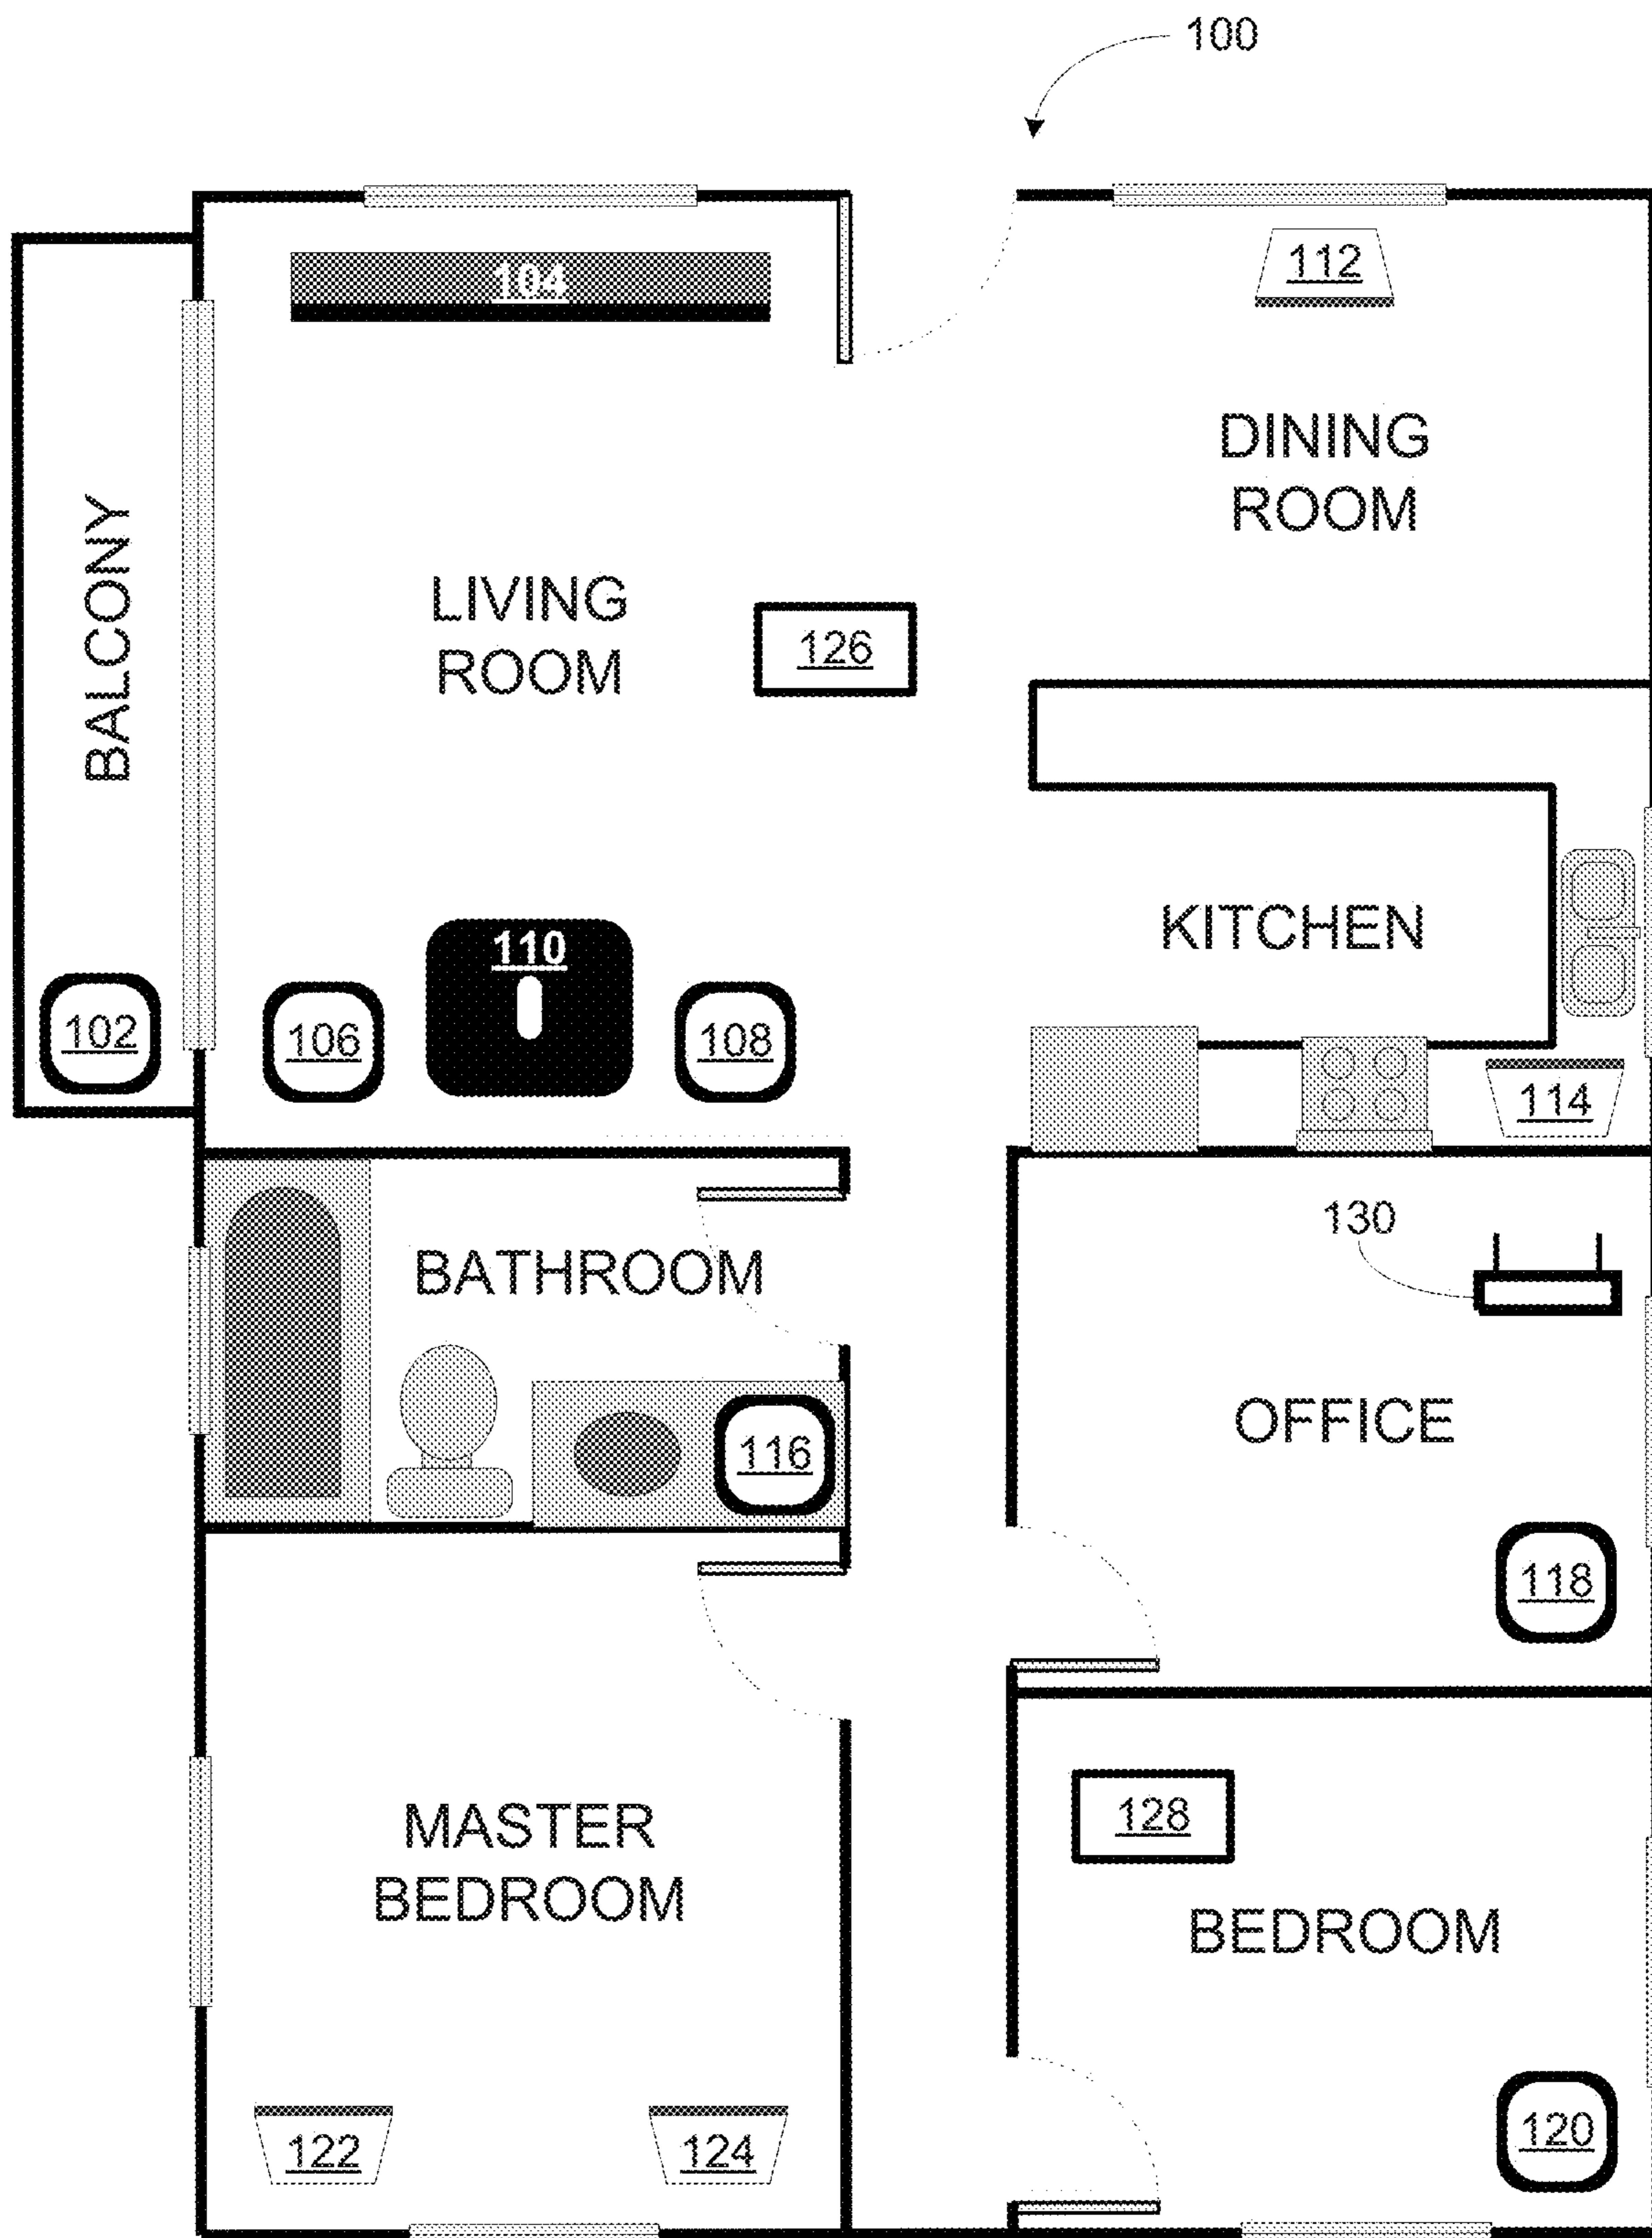 100
112
104
DINING
ROOM
BALCONY
LIVING
ROOM
126
KITCHEN
110
102
106
108
114
130
BATHROOM
OFFICE
116
118
128
MASTER
BEDROOM
BEDROOM
122
124
120